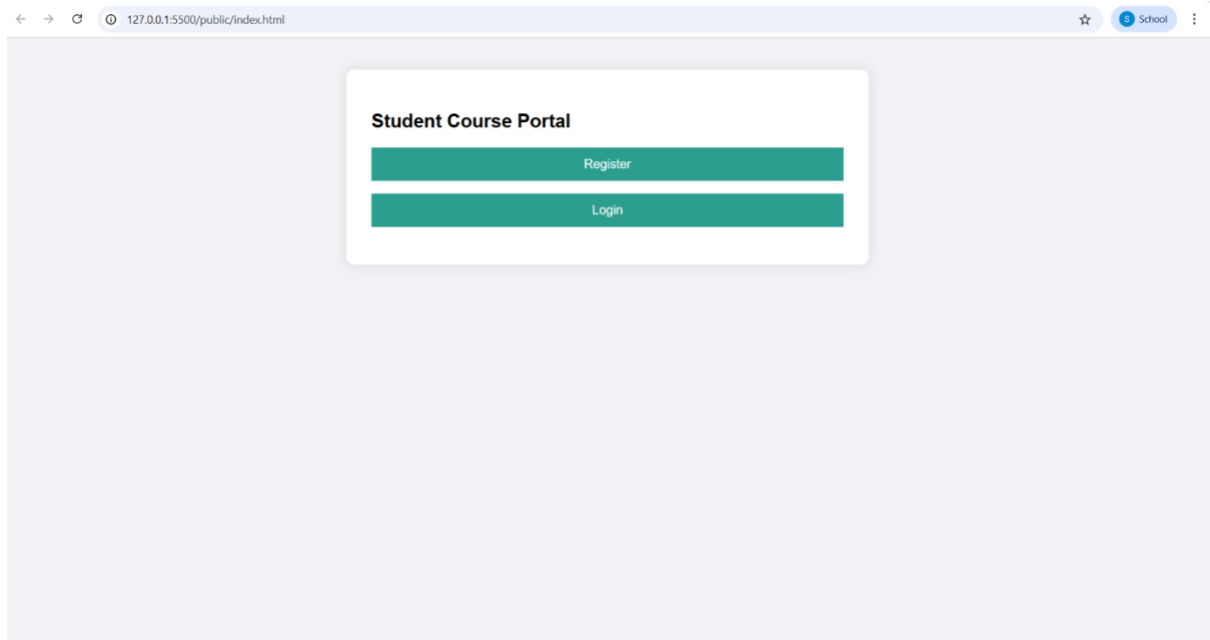 127.0.0.1:5500/public/index.html
S School
Student Course Portal
Register
Login